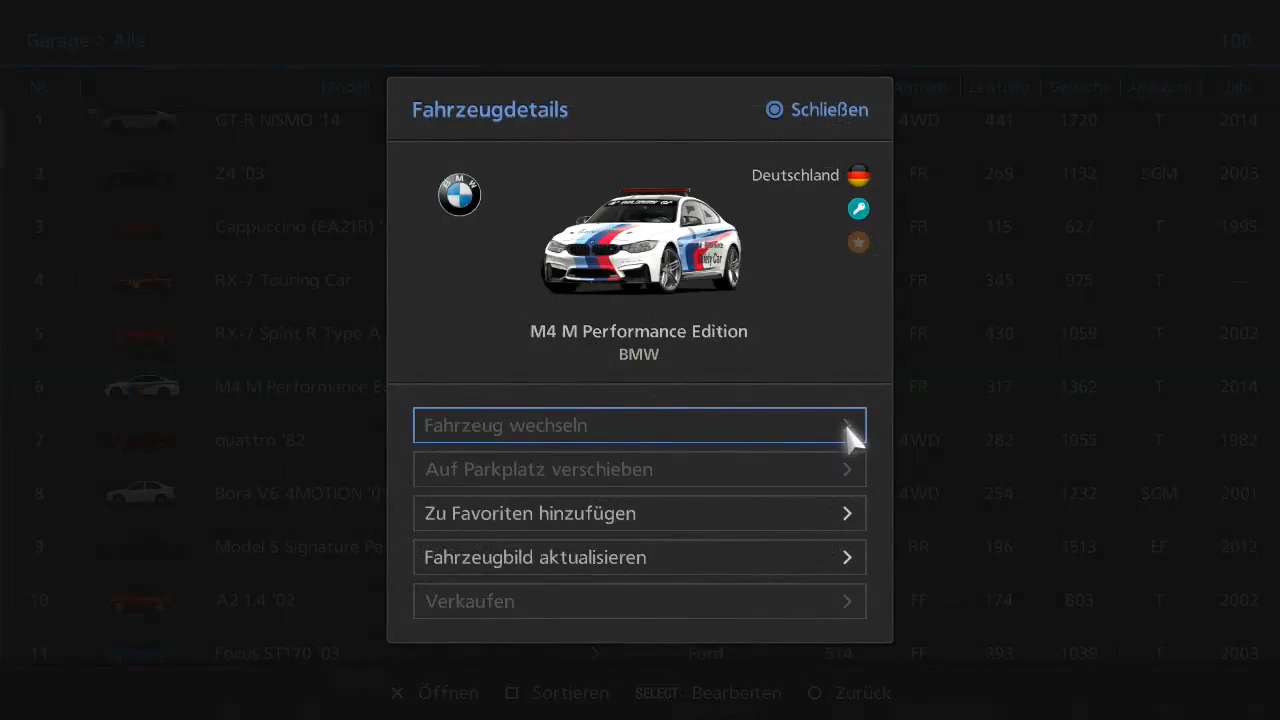 Garage > Alle 100
Nr. Modell Antrieb Leistung Gewicht Ansaugung Jahr
Fahrzeugdetails Schließen
BMW
Deutschland
Safety Car
M4 M Performance Edition
BMW
Fahrzeug wechseln
Auf Parkplatz verschieben
Zu Favoriten hinzufügen
Fahrzeugbild aktualisieren
Verkaufen
1 GT-R NISMO '14 4WD 441 1720 T 2014
2 Z4 '03 FR 269 1132 SGM 2003
3 Cappuccino (EA21R) FR 115 627 T 1995
4 RX-7 Touring Car FR 345 975 T ---
5 RX-7 Spirit R Type A FR 430 1059 T 2002
6 M4 M Performance Ed FR 317 1362 T 2014
7 quattro '82 4WD 282 1055 T 1982
8 Bora V6 4MOTION '01 4WD 254 1232 SGM 2001
9 Model S Signature Pe RR 196 1513 EF 2012
10 A2 1.4 '02 FF 174 803 T 2002
11 Focus ST170 '03 Ford 514 FF 293 1039 T 2003
Öffnen Sortieren SELECT Bearbeiten Zurück